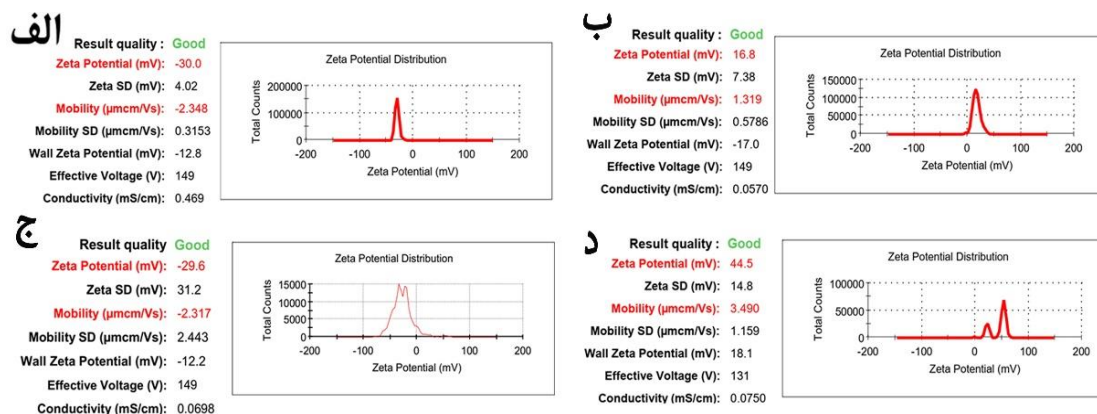 الف
Result quality : Good
Zeta Potential (mV): -30.0
Zeta SD (mV): 4.02
Mobility (µmcm/Vs): -2.348
Mobility SD (µmcm/Vs): 0.3153
Wall Zeta Potential (mV): -12.8
Effective Voltage (V): 149
Conductivity (mS/cm): 0.469
Zeta Potential Distribution
Total Counts
200000
100000
0
-200 -100 0 100 200
Zeta Potential (mV)
ب
Result quality : Good
Zeta Potential (mV): 16.8
Zeta SD (mV): 7.38
Mobility (µmcm/Vs): 1.319
Mobility SD (µmcm/Vs): 0.5786
Wall Zeta Potential (mV): -17.0
Effective Voltage (V): 149
Conductivity (mS/cm): 0.0570
Zeta Potential Distribution
Total Counts
150000
100000
50000
0
-200 -100 0 100 200
Zeta Potential (mV)
ج
Result quality Good
Zeta Potential (mV): -29.6
Zeta SD (mV): 31.2
Mobility (µmcm/Vs): -2.317
Mobility SD (µmcm/Vs): 2.443
Wall Zeta Potential (mV): -12.2
Effective Voltage (V): 149
Conductivity (mS/cm): 0.0698
Zeta Potential Distribution
Total Counts
15000
10000
5000
0
-200 -100 0 100 200
Zeta Potential (mV)
د
Result quality : Good
Zeta Potential (mV): 44.5
Zeta SD (mV): 14.8
Mobility (µmcm/Vs): 3.490
Mobility SD (µmcm/Vs): 1.159
Wall Zeta Potential (mV): 18.1
Effective Voltage (V): 131
Conductivity (mS/cm): 0.0750
Zeta Potential Distribution
Total Counts
100000
50000
0
-200 -100 0 100 200
Zeta Potential (mV)